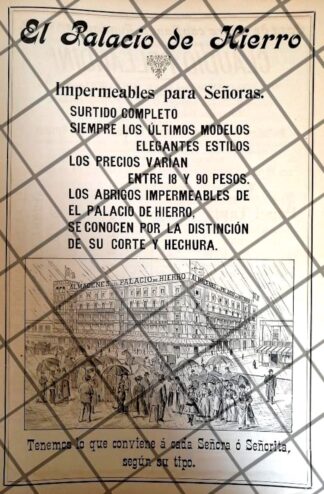 El Palacio de Hierro
Impermeables para Señoras.
SURTIDO COMPLETO
SIEMPRE LOS ÚLTIMOS MODELOS
ELEGANTES ESTILOS
LOS PRECIOS VARÍAN
ENTRE 18 Y 90 PESOS.
LOS ABRIGOS IMPERMEABLES DE
EL PALACIO DE HIERRO,
SE CONOCEN POR LA DISTINCIÓN
DE SU CORTE Y HECHURA.
ALMACENES DEL PALACIO DE HIERRO
Tenemos lo que conviene á cada Señora ó Señorita,
según su tipo.